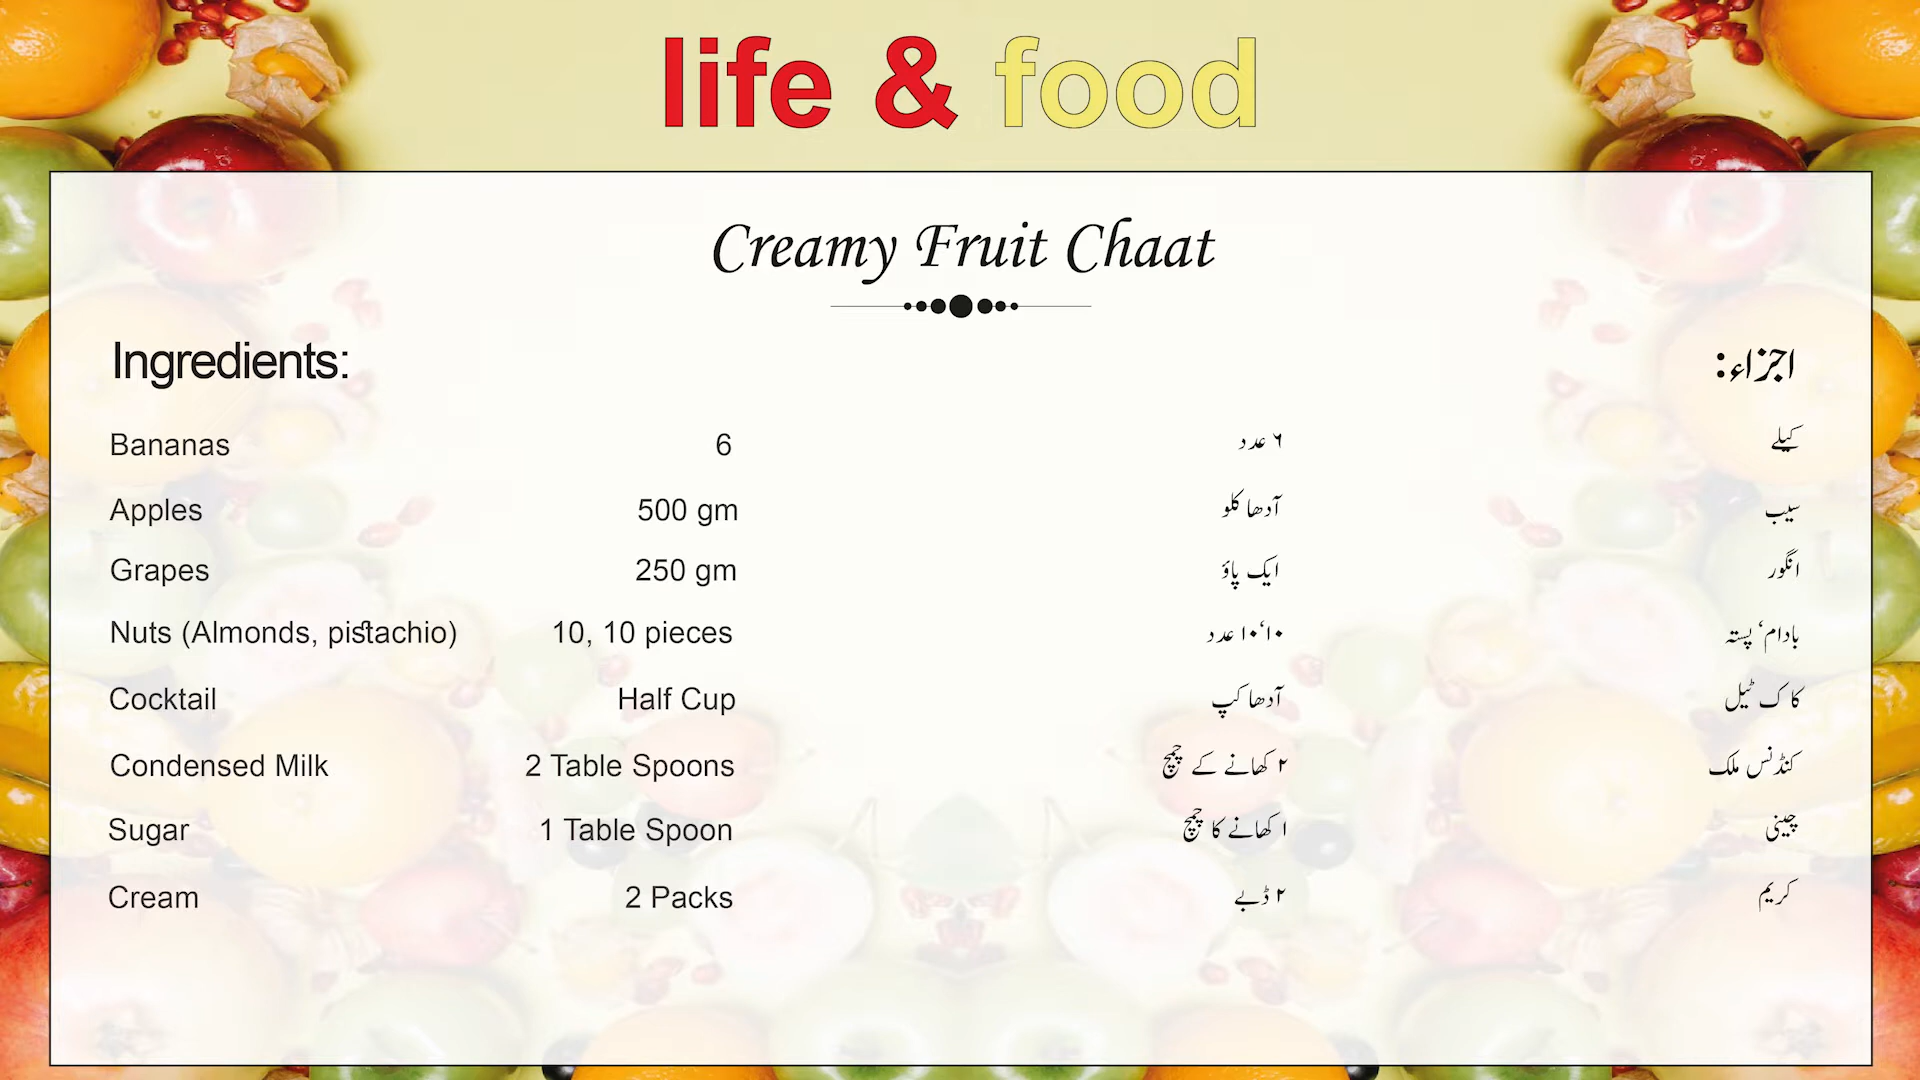 life & food
Creamy Fruit Chaat
Ingredients: اجزاء:
Bananas 6 ۶ عدد کیلے
Apples 500 gm آدھا کلو سیب
Grapes 250 gm ایک پاؤ انگور
Nuts (Almonds, pistachio) 10, 10 pieces ۱۰‘۱۰ عدد بادام‘ پستہ
Cocktail Half Cup آدھا کپ کاک ٹیل
Condensed Milk 2 Table Spoons ۲ کھانے کے چمچ کنڈنس ملک
Sugar 1 Table Spoon ۱ کھانے کا چمچ چینی
Cream 2 Packs ۲ ڈبے کریم